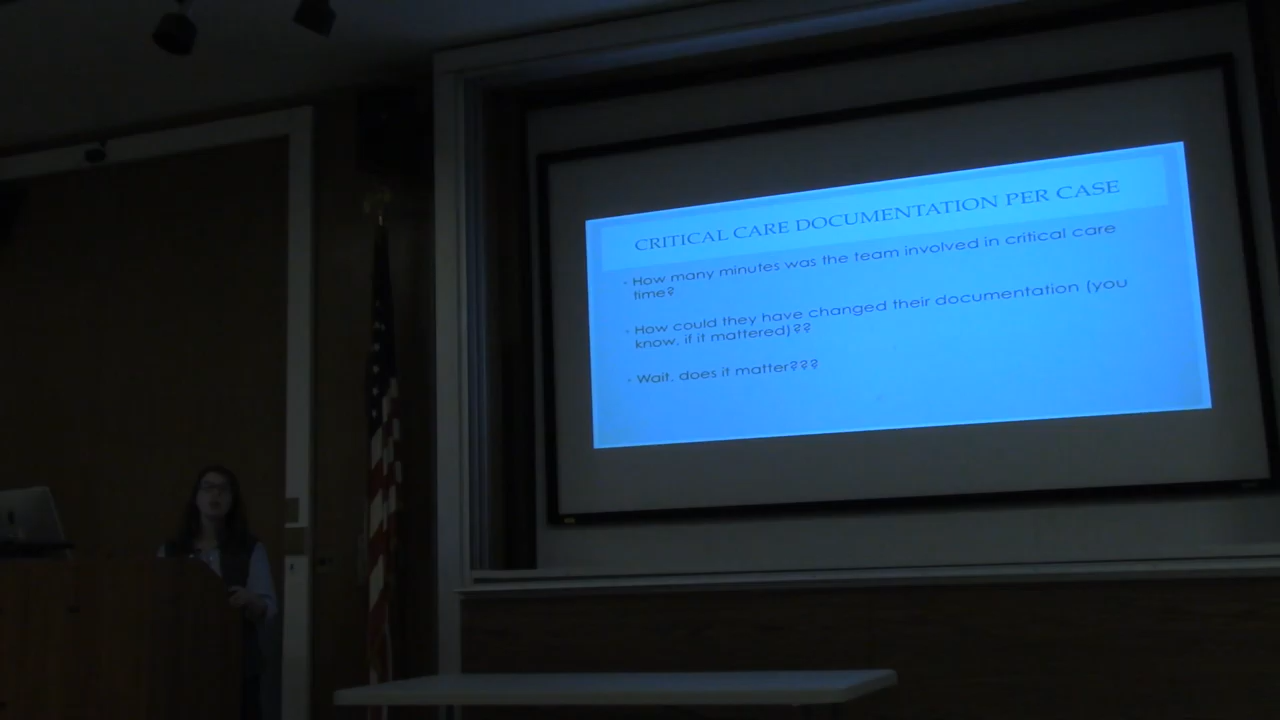 CRITICAL CARE DOCUMENTATION PER CASE
How many minutes was the team involved in critical care
time?
How could they have changed their documentation (you
know, if it mattered)??
Wait, does it matter???